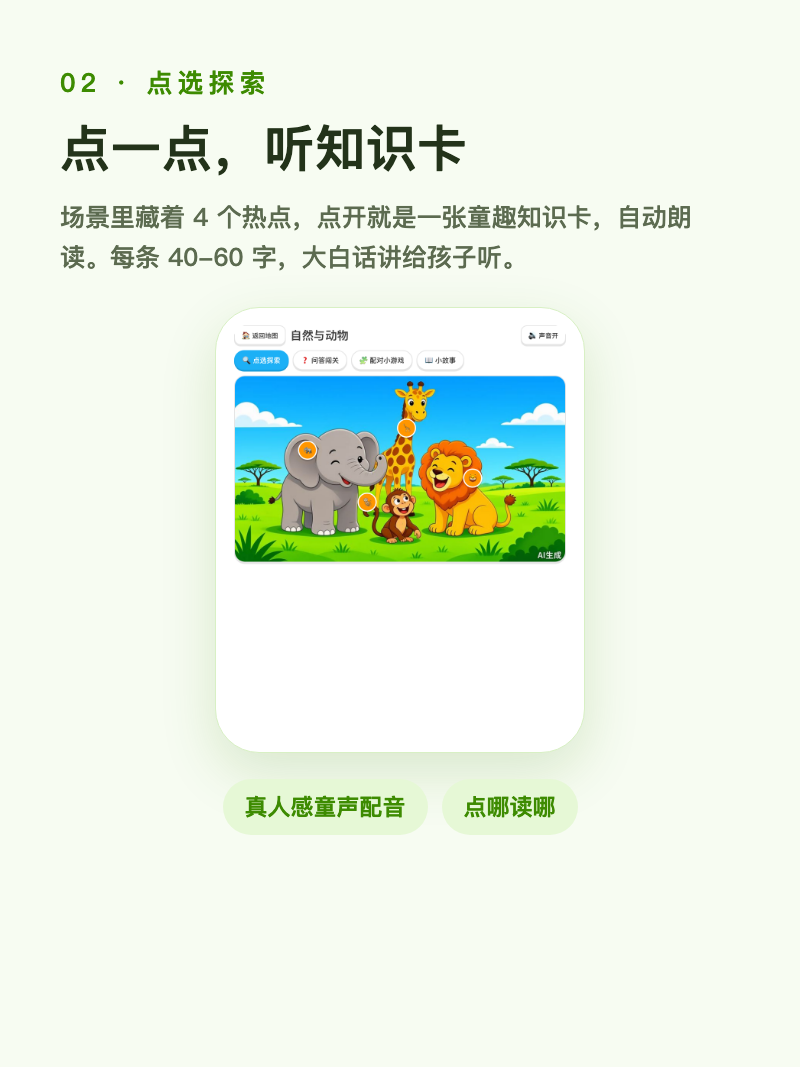 02 · 点选探索
点一点，听知识卡
场景里藏着 4 个热点，点开就是一张童趣知识卡，自动朗
读。每条 40–60 字，大白话讲给孩子听。
返回地图 自然与动物 声音开
点选探索 问答闯关 配对小游戏 小故事
AI生成
真人感童声配音 点哪读哪